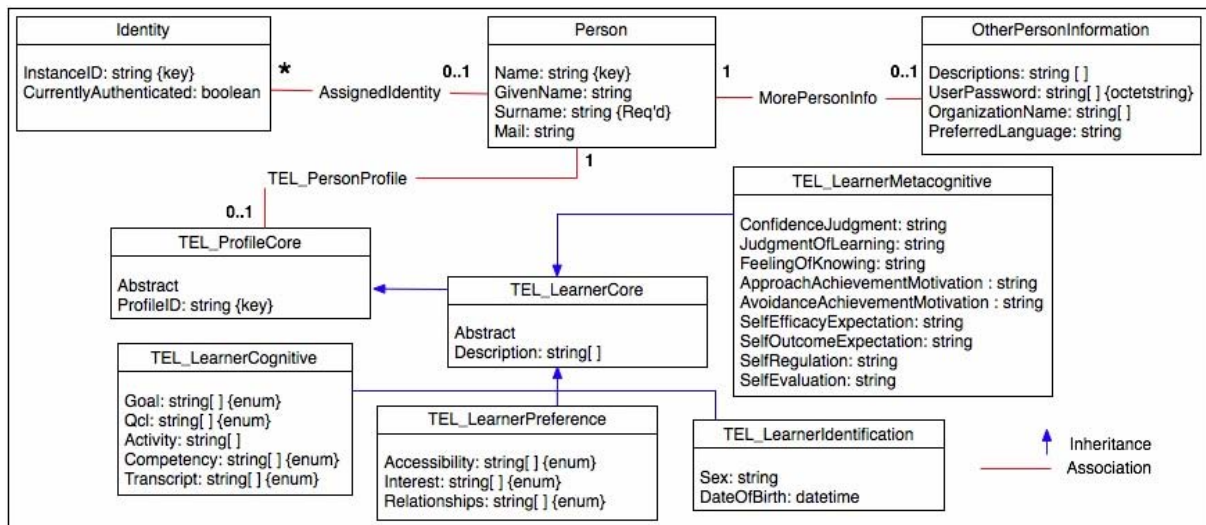 Identity
InstanceID: string {key}
CurrentlyAuthenticated: boolean
*
AssignedIdentity
0..1
Person
Name: string {key}
GivenName: string
Surname: string {Req'd}
Mail: string
1
MorePersonInfo
0..1
OtherPersonInformation
Descriptions: string [ ]
UserPassword: string[ ] {octetstring}
OrganizationName: string[ ]
PreferredLanguage: string
1
TEL_PersonProfile
0..1
TEL_ProfileCore
Abstract
ProfileID: string {key}
TEL_LearnerCore
Abstract
Description: string[ ]
TEL_LearnerMetacognitive
ConfidenceJudgment: string
JudgmentOfLearning: string
FeelingOfKnowing: string
ApproachAchievementMotivation : string
AvoidanceAchievementMotivation : string
SelfEfficacyExpectation: string
SelfOutcomeExpectation: string
SelfRegulation: string
SelfEvaluation: string
TEL_LearnerCognitive
Goal: string[ ] {enum}
Qcl: string[ ] {enum}
Activity: string[ ]
Competency: string[ ] {enum}
Transcript: string[ ] {enum}
TEL_LearnerPreference
Accessibility: string[ ] {enum}
Interest: string[ ] {enum}
Relationships: string[ ] {enum}
TEL_LearnerIdentification
Sex: string
DateOfBirth: datetime
Inheritance
Association